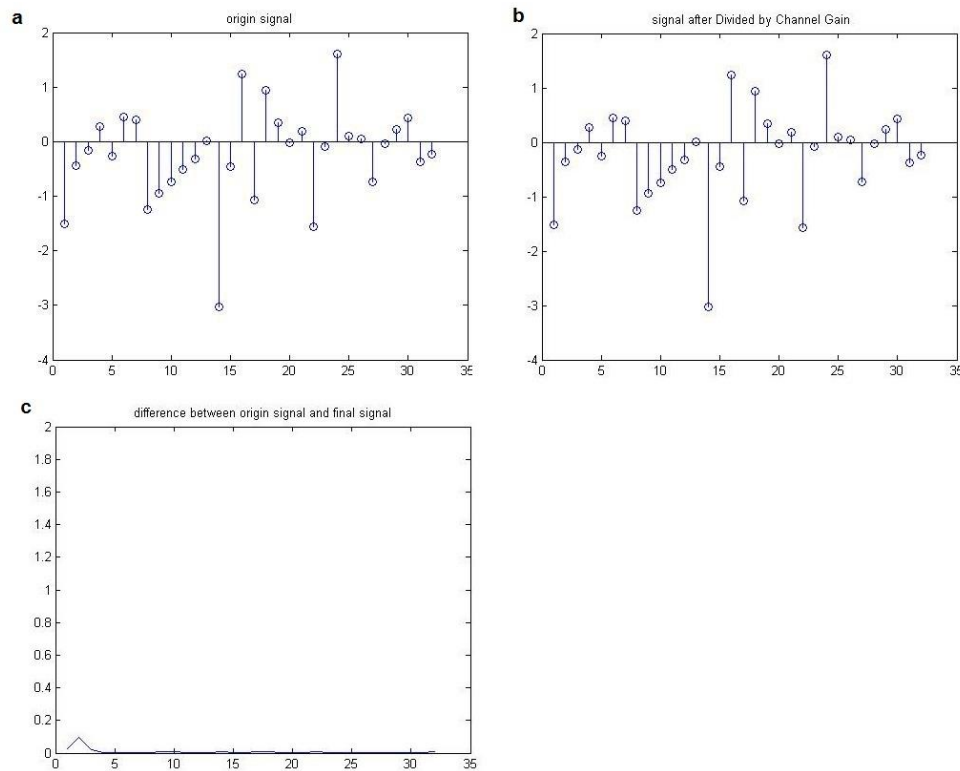 a
origin signal
2
1
0
-1
-2
-3
-4
0 5 10 15 20 25 30 35
b
signal after Divided by Channel Gain
2
1
0
-1
-2
-3
-4
0 5 10 15 20 25 30 35
c
difference between origin signal and final signal
2
1.8
1.6
1.4
1.2
1
0.8
0.6
0.4
0.2
0
0 5 10 15 20 25 30 35